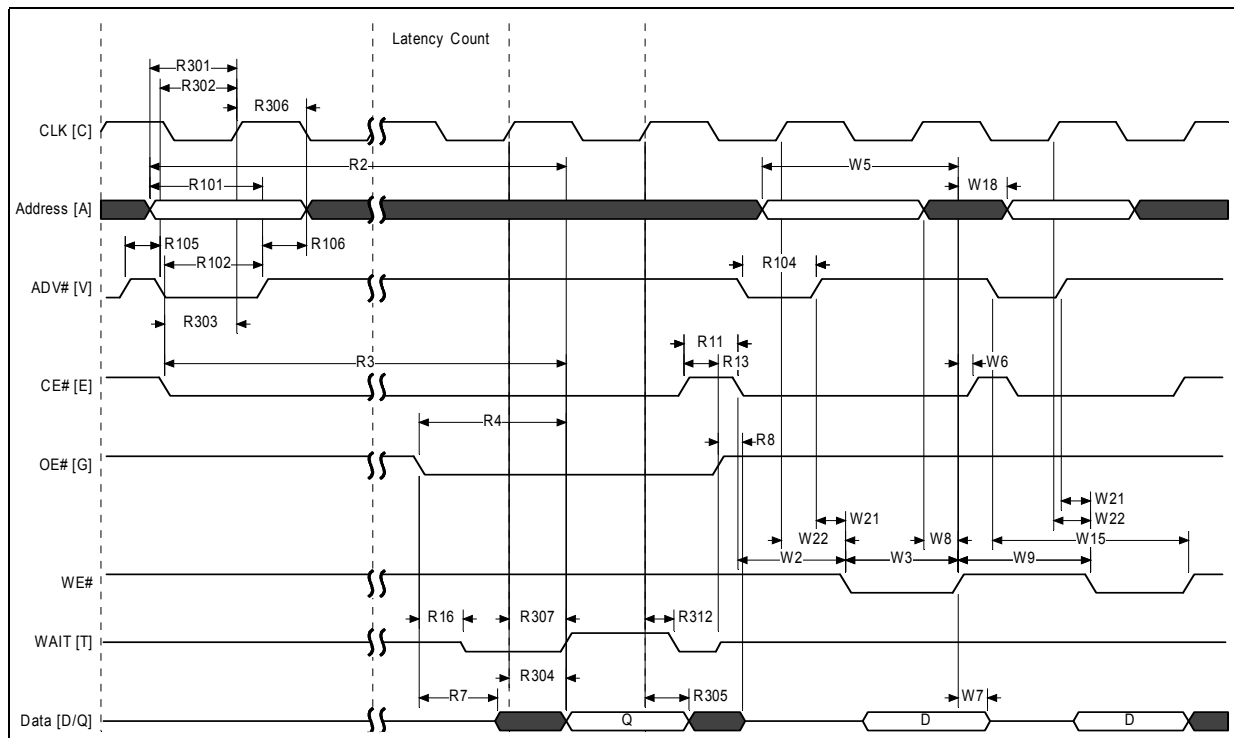 Latency Count
R301
R302
R306
CLK [C]
R2
W5
R101
W18
Address [A]
R105
R106
R102
R104
ADV# [V]
R303
R11
R3
R13
W6
CE# [E]
R4
R8
OE# [G]
W21
W21
W22
W22
W8
W15
W2
W3
W9
WE#
R16
R307
R312
WAIT [T]
R304
R7
R305
W7
Data [D/Q]
Q
D
D